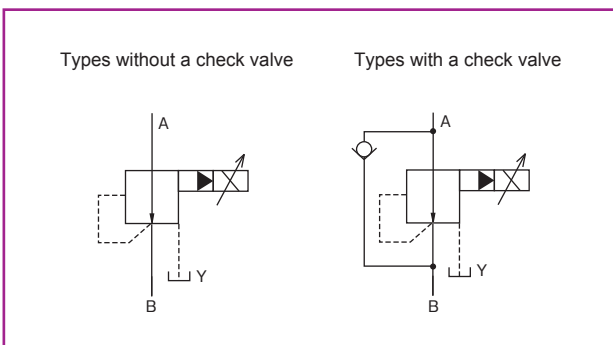 Types without a check valve
Types with a check valve
A
A
Y
Y
B
B